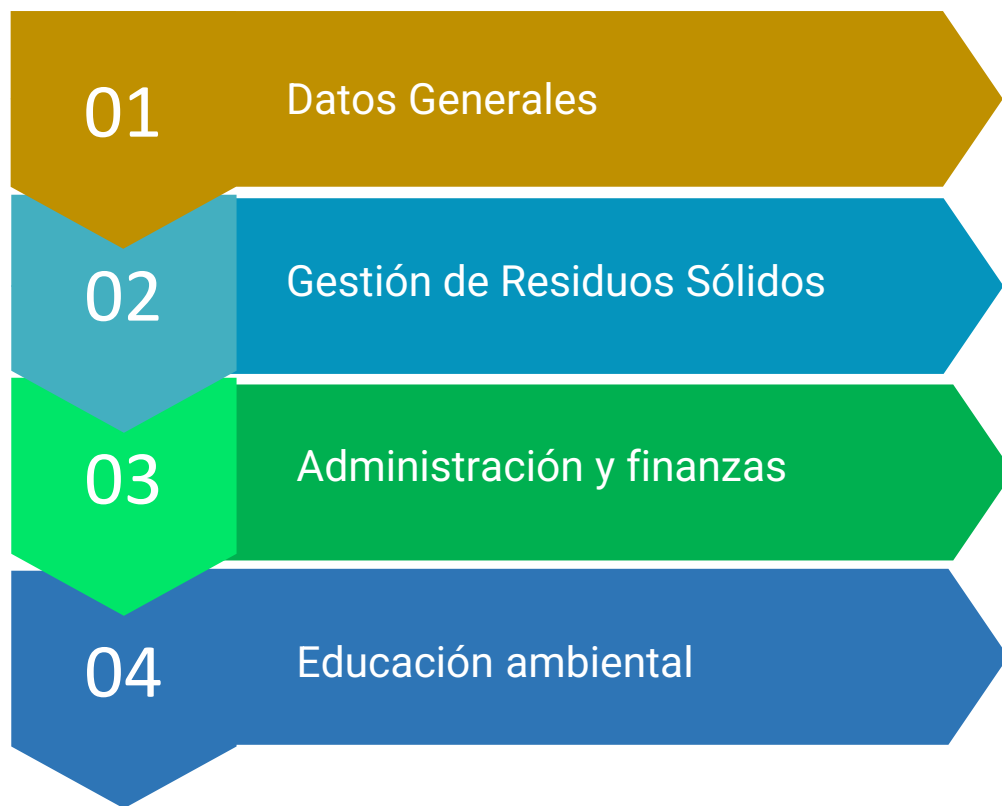 01
Datos Generales
02
Gestión de Residuos Sólidos
03
Administración y finanzas
04
Educación ambiental